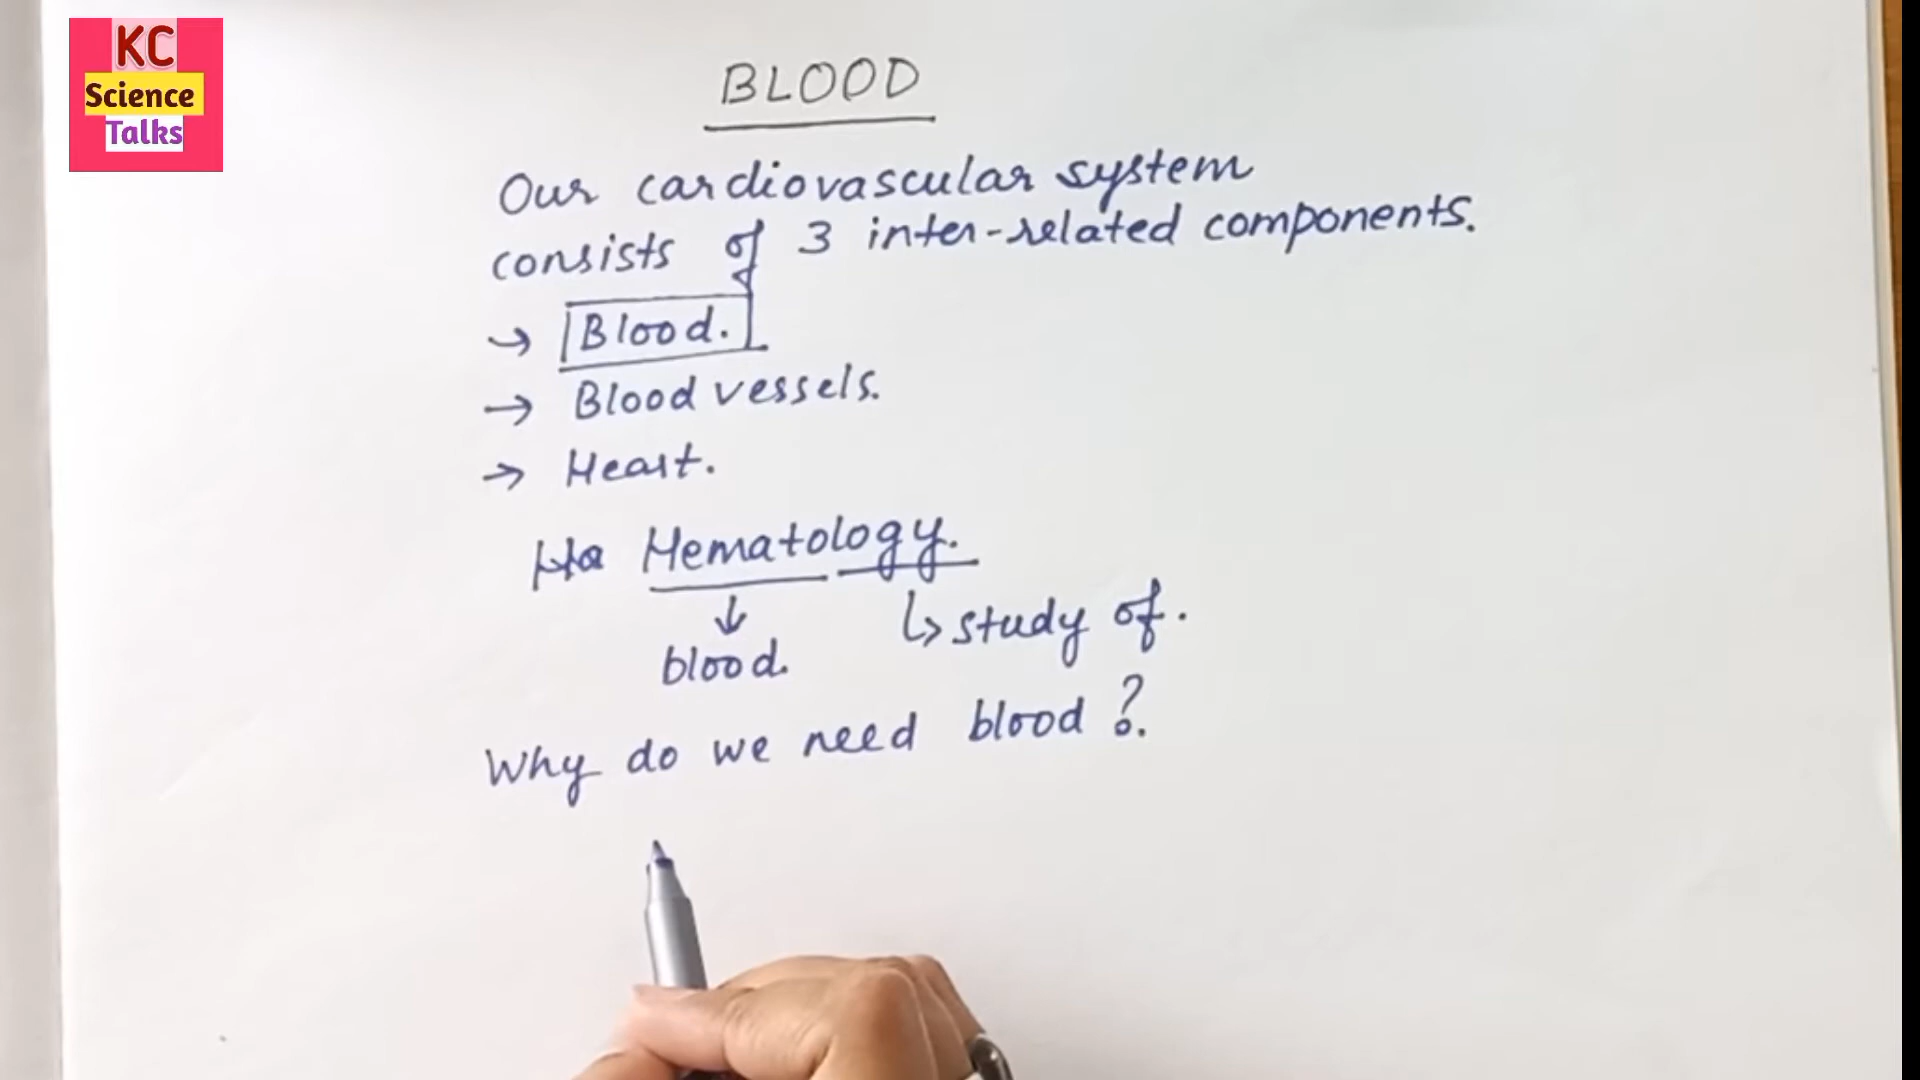 KC
Science
Talks
BLOOD
Our cardiovascular system
consists of 3 inter-related components.
→ Blood.
→ Blood vessels.
→ Heart.
Hematology.
↓ ↳ study of.
blood.
Why do we need blood ?.